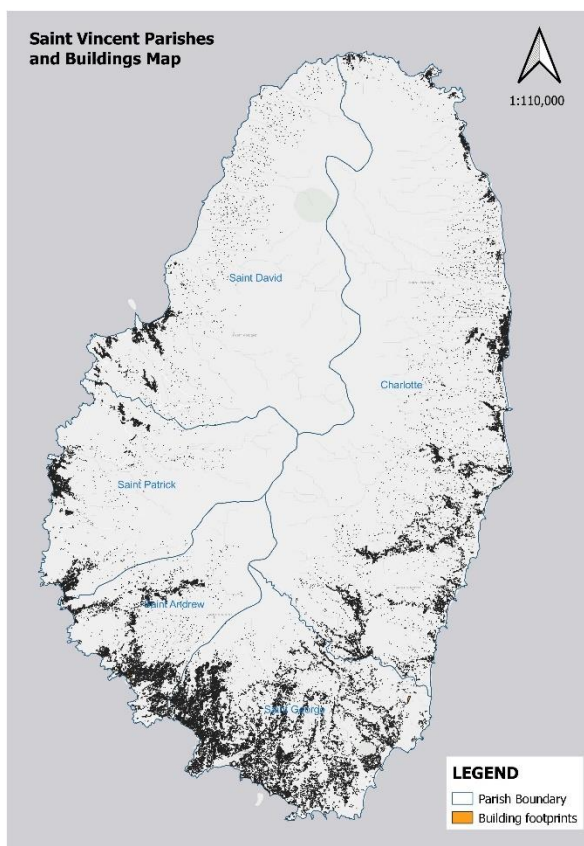 Saint Vincent Parishes
and Buildings Map
1:110,000
Saint David
Charlotte
Saint Patrick
Saint Andrew
Saint George
LEGEND
Parish Boundary
Building footprints